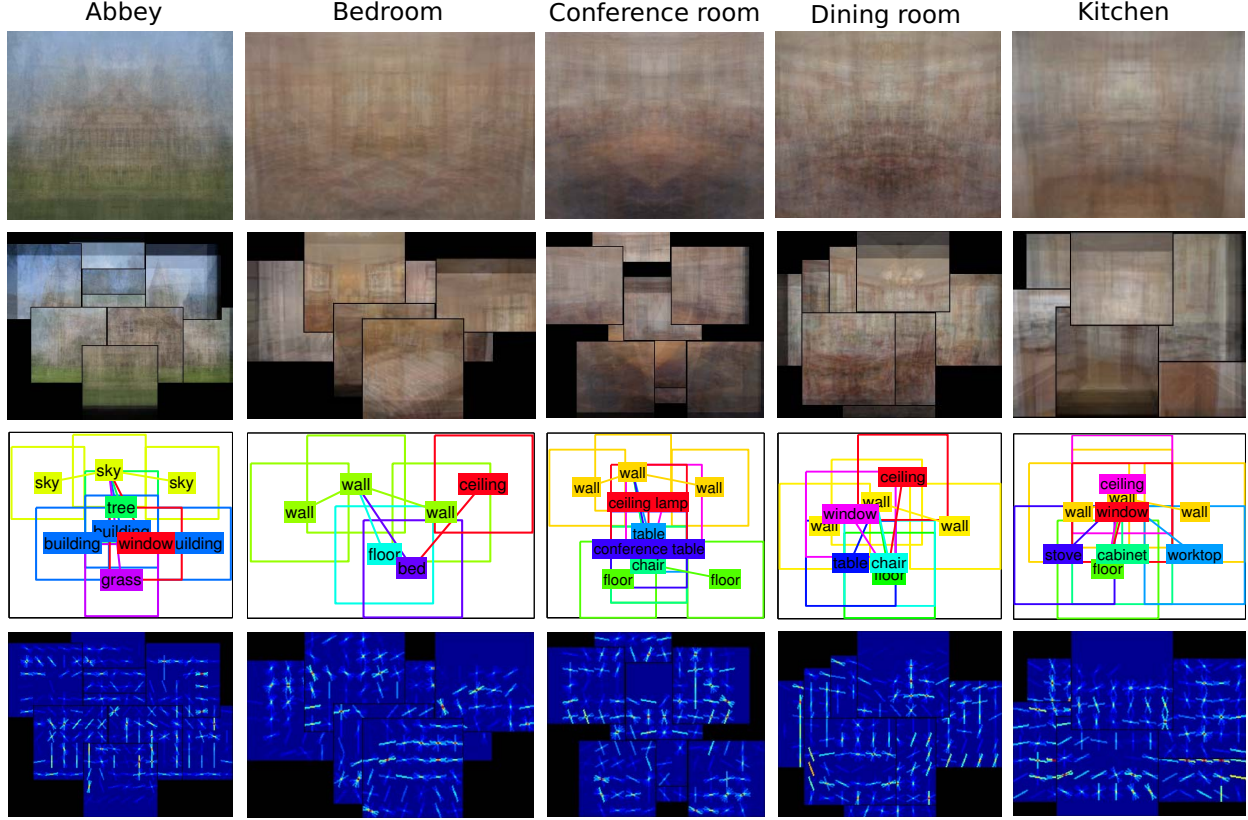 Abbey
Bedroom
Conference room
Dining room
Kitchen
sky
sky
sky
tree
building
building
window
uilding
grass
wall
wall
wall
ceiling
floor
bed
wall
wall
wall
ceiling lamp
table
conference table
chair
floor
floor
ceiling
wall
window
wall
wall
table
chair
floor
ceiling
wall
wall
window
wall
stove
cabinet
worktop
floor